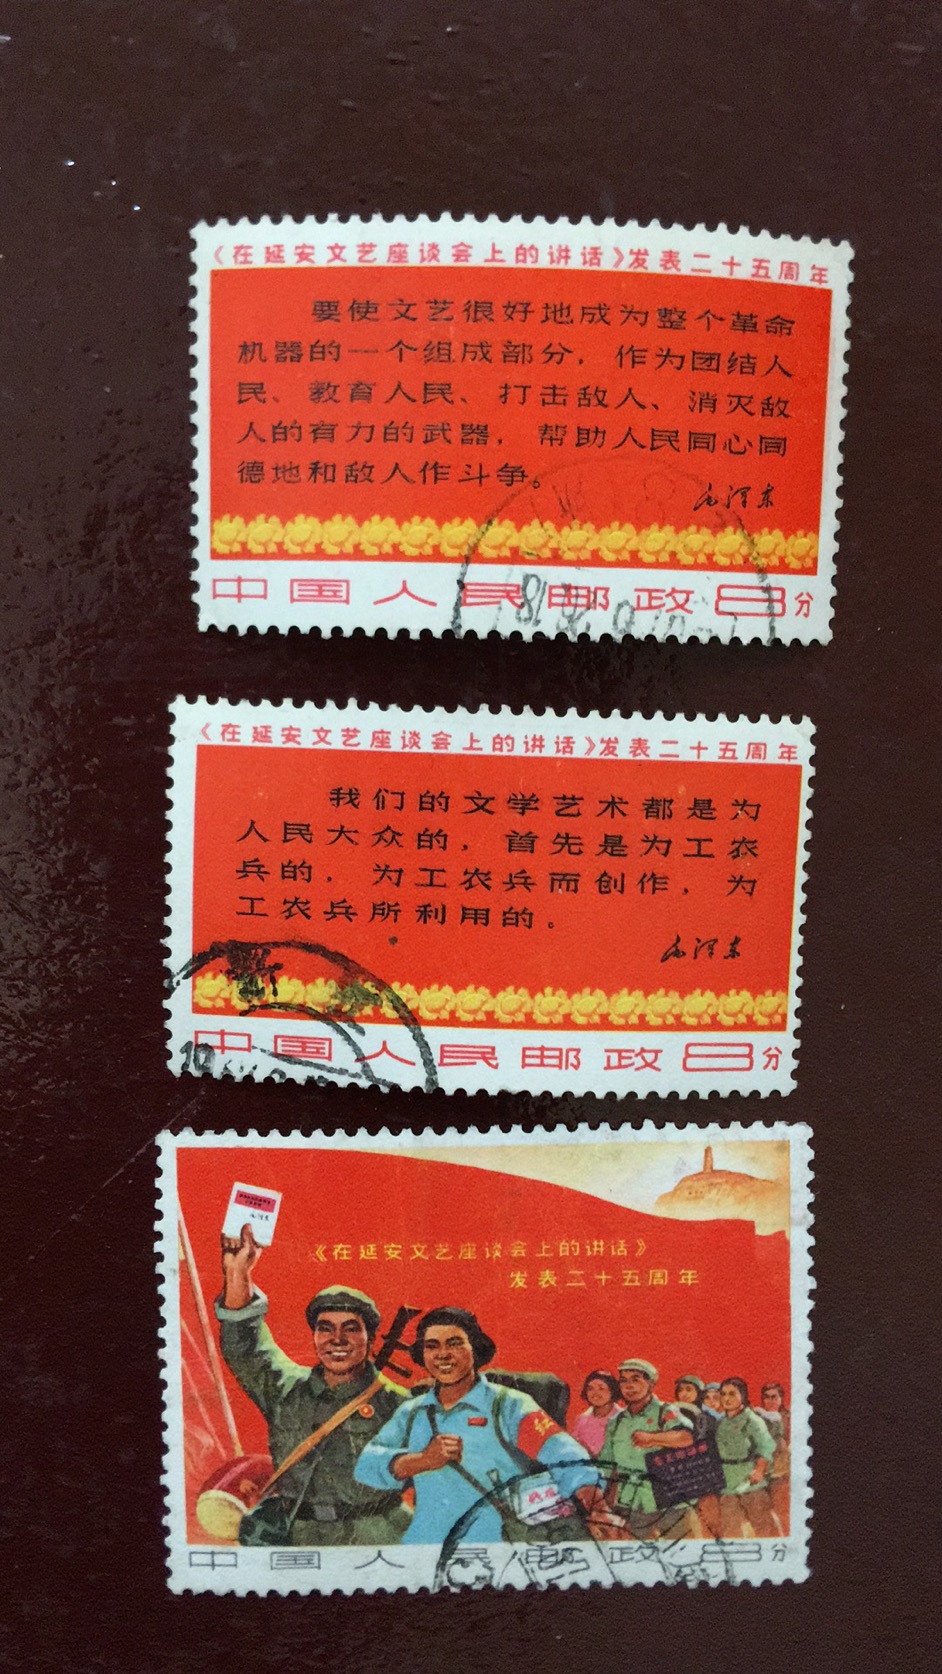 《在延安文艺座谈会上的讲话》发表二十五周年
要使文艺很好地成为整个革命
机器的一个组成部分，作为团结人
民、教育人民、打击敌人、消灭敌
人的有力的武器，帮助人民同心同
德地和敌人作斗争。
毛泽东
中国人民邮政 8分
《在延安文艺座谈会上的讲话》发表二十五周年
我们的文学艺术都是为
人民大众的，首先是为工农
兵的，为工农兵而创作，为
工农兵所利用的。
毛泽东
中国人民邮政 8分
《在延安文艺座谈会上的讲话》
发表二十五周年
红
中国人民邮政 8分